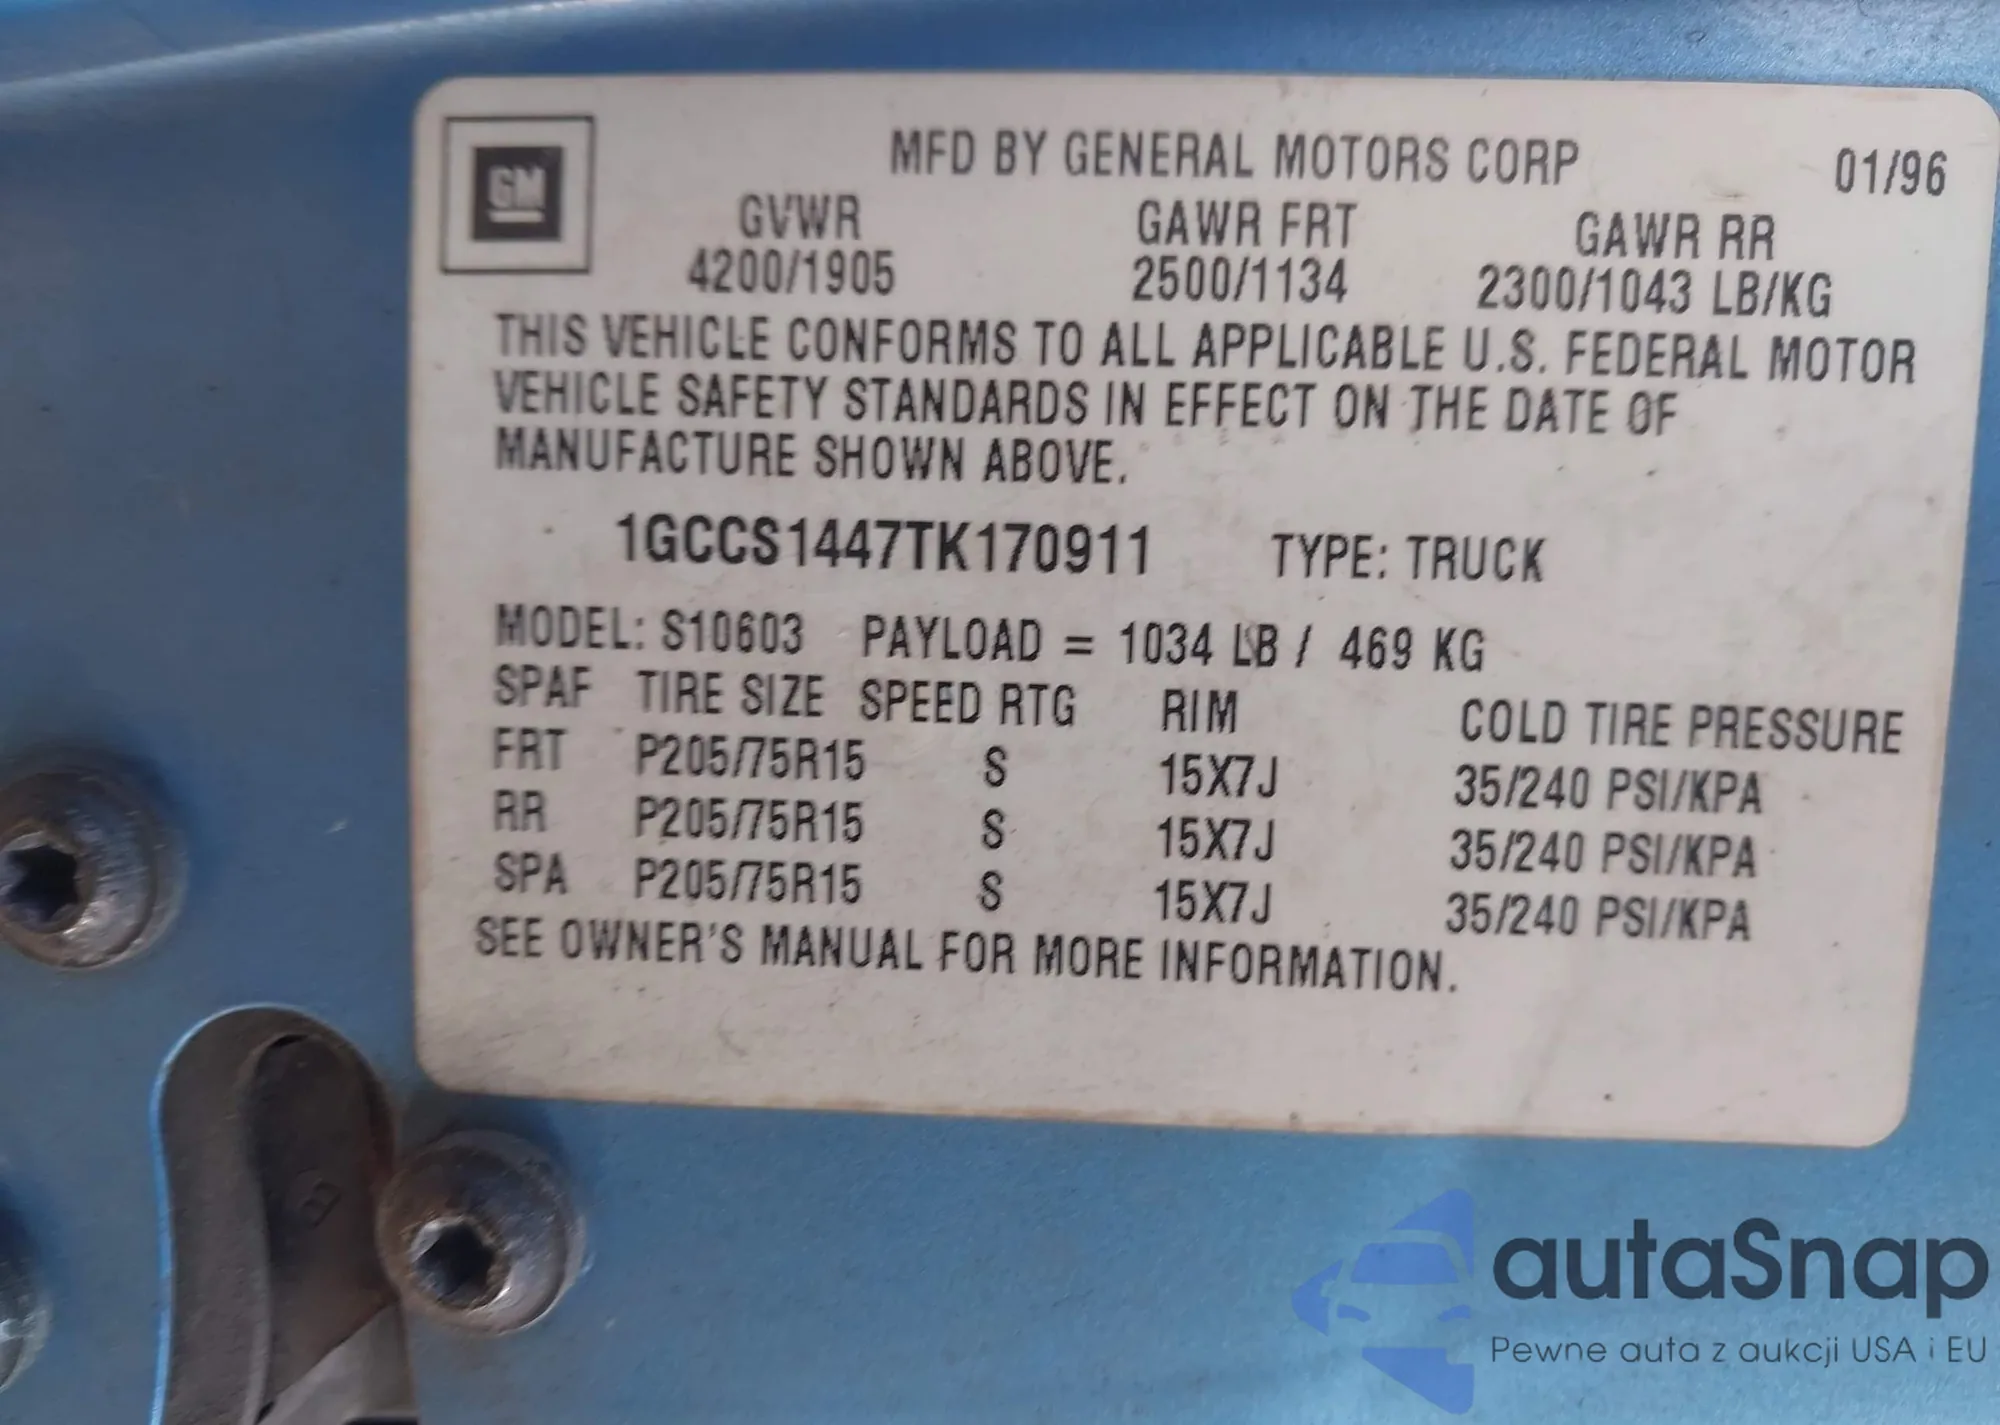 GM
MFD BY GENERAL MOTORS CORP 01/96
GVWR GAWR FRT GAWR RR
4200/1905 2500/1134 2300/1043 LB/KG
THIS VEHICLE CONFORMS TO ALL APPLICABLE U.S. FEDERAL MOTOR
VEHICLE SAFETY STANDARDS IN EFFECT ON THE DATE OF
MANUFACTURE SHOWN ABOVE.
1GCCS1447TK170911 TYPE: TRUCK
MODEL: S10603 PAYLOAD = 1034 LB / 469 KG
SPAF TIRE SIZE SPEED RTG RIM COLD TIRE PRESSURE
FRT P205/75R15 S 15X7J 35/240 PSI/KPA
RR P205/75R15 S 15X7J 35/240 PSI/KPA
SPA P205/75R15 S 15X7J 35/240 PSI/KPA
SEE OWNER'S MANUAL FOR MORE INFORMATION.
autaSnap
Pewne auta z aukcji USA i EU